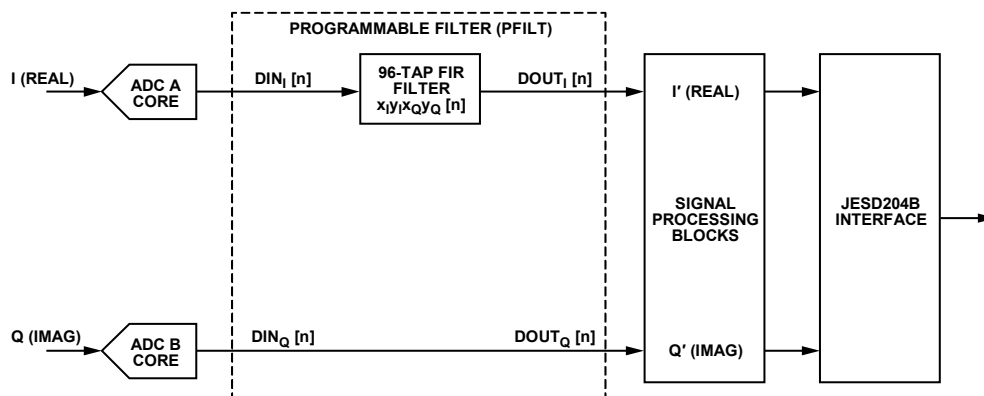 PROGRAMMABLE FILTER (PFILT)
I (REAL)
ADC A
CORE
DINI [n]
96-TAP FIR
FILTER
xIyIxQyQ [n]
DOUTI [n]
I′ (REAL)
SIGNAL
PROCESSING
BLOCKS
JESD204B
INTERFACE
Q (IMAG)
ADC B
CORE
DINQ [n]
DOUTQ [n]
Q′ (IMAG)